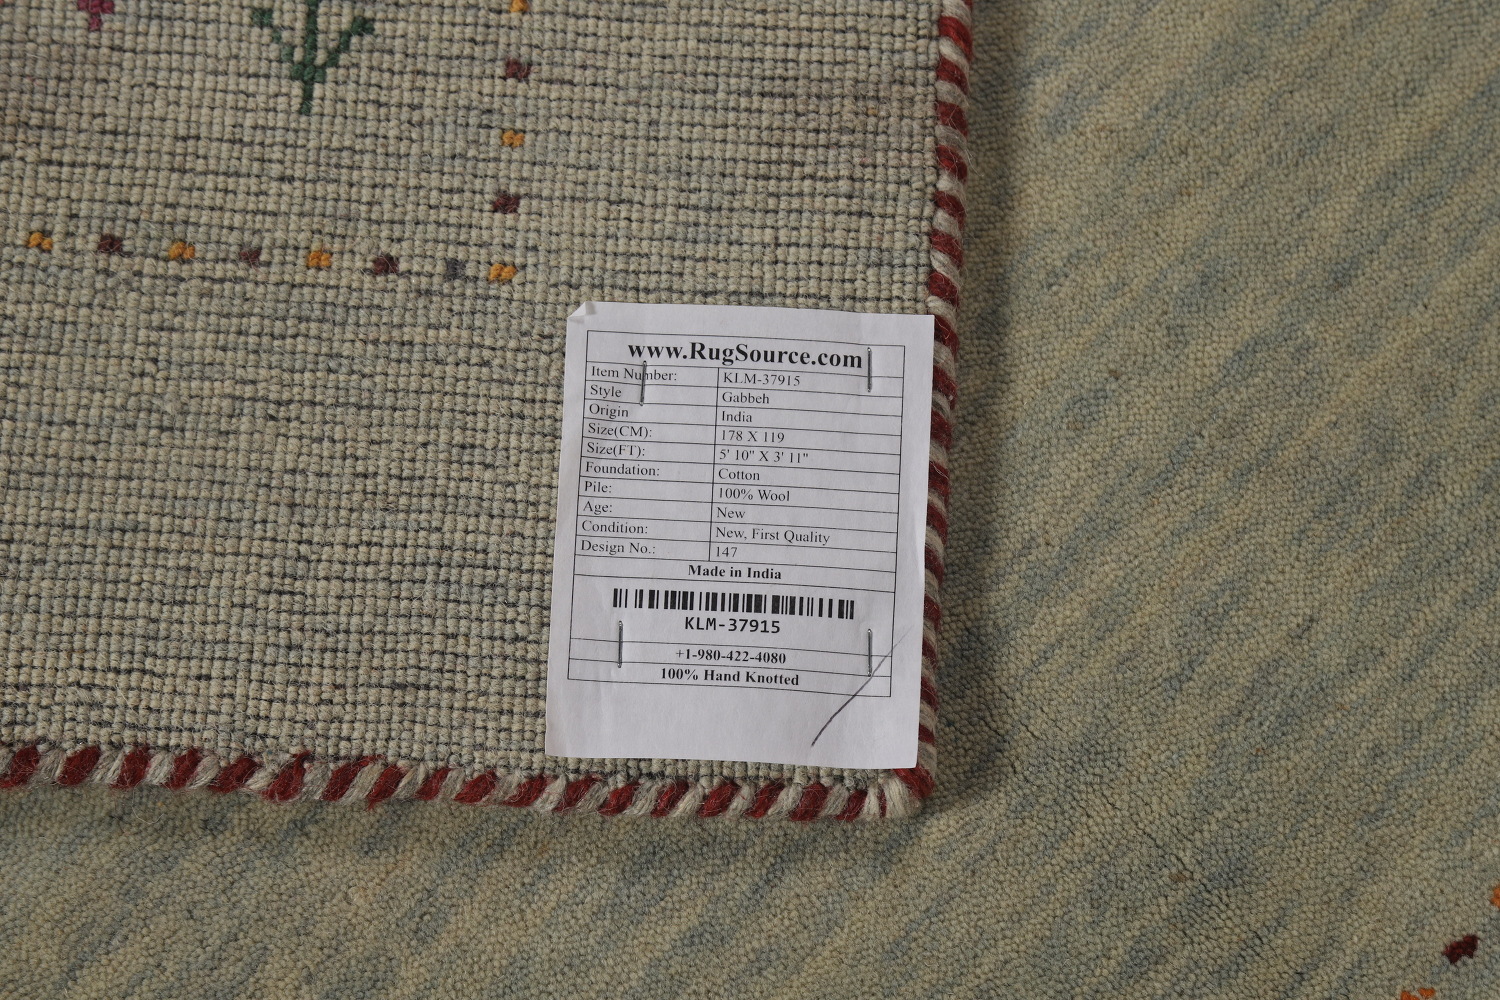 www.RugSource.com
Item Number: KLM-37915
Style Gabbeh
Origin India
Size(CM): 178 X 119
Size(FT): 5' 10" X 3' 11"
Foundation: Cotton
Pile: 100% Wool
Age: New
Condition: New, First Quality
Design No.: 147
Made in India
KLM-37915
+1-980-422-4080
100% Hand Knotted